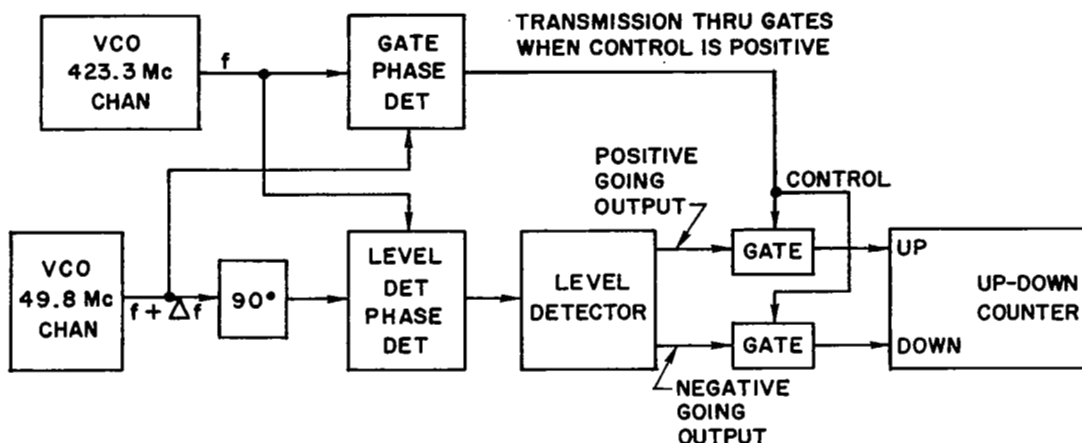 VCO
423.3 Mc
CHAN
f
GATE
PHASE
DET
TRANSMISSION THRU GATES
WHEN CONTROL IS POSITIVE
POSITIVE
GOING
OUTPUT
CONTROL
VCO
49.8 Mc
CHAN
f + Δf
90°
LEVEL
DET
PHASE
DET
LEVEL
DETECTOR
GATE
GATE
UP
UP-DOWN
COUNTER
DOWN
NEGATIVE
GOING
OUTPUT